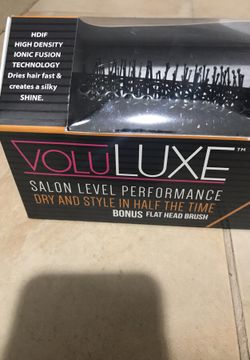 HDIF
HIGH DENSITY
IONIC FUSION
TECHNOLOGY
Dries hair fast &
creates a silky
SHINE.
VOLULUXE™
SALON LEVEL PERFORMANCE
DRY AND STYLE IN HALF THE TIME
BONUS FLAT HEAD BRUSH